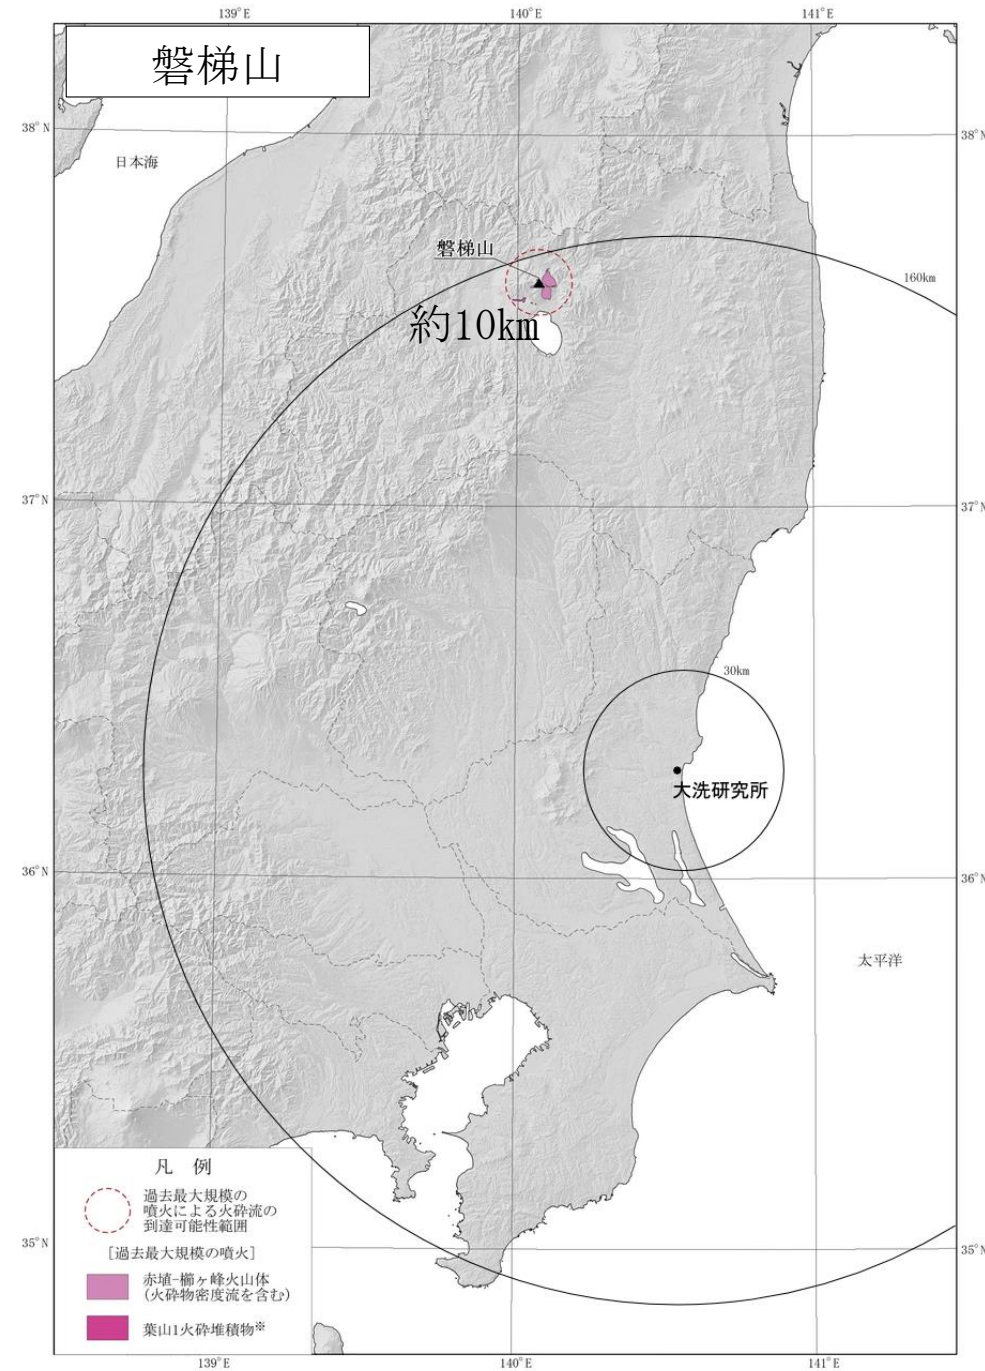 139°E
140°E
141°E
磐梯山
38°N
38°N
日本海
磐梯山
160km
約10km
37°N
37°N
30km
大洗研究所
36°N
36°N
太平洋
凡 例
過去最大規模の
噴火による火砕流の
到達可能性範囲
[過去最大規模の噴火]
赤埴-櫛ヶ峰火山体
(火砕物密度流を含む)
葉山1火砕堆積物※
35°N
35°N
139°E
140°E
141°E